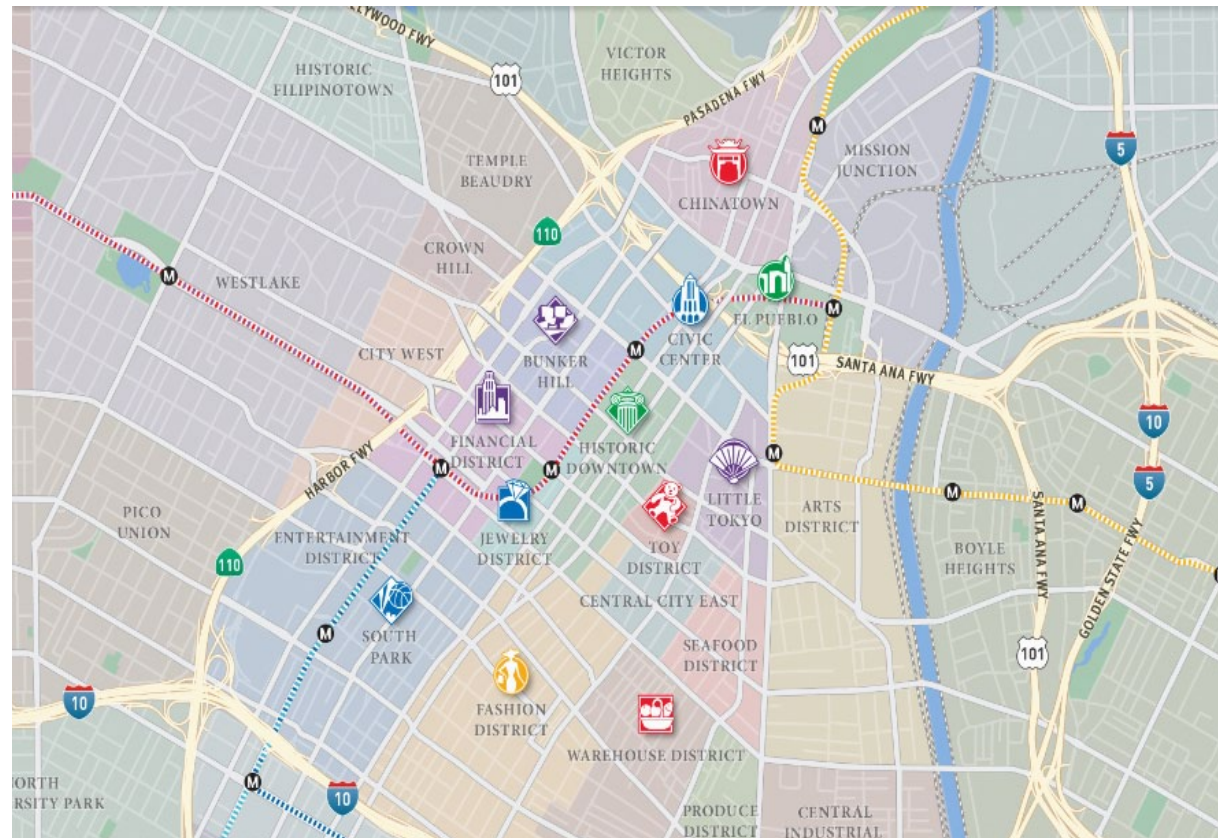 LLYWOOD FWY
VICTOR
HEIGHTS
HISTORIC
FILIPINOTOWN
101
PASADENA FWY
TEMPLE
BEAUDRY
M
MISSION
JUNCTION
5
CHINATOWN
110
CROWN
HILL
M
WESTLAKE
EL PUEBLO
M
CIVIC
CENTER
BUNKER
HILL
M
CITY WEST
101
SANTA ANA FWY
10
FINANCIAL
DISTRICT
HISTORIC
DOWNTOWN
M
M
M
HARBOR FWY
LITTLE
TOKYO
5
M
M
SANTA ANA FWY
ARTS
DISTRICT
PICO
UNION
ENTERTAINMENT
DISTRICT
JEWELRY
DISTRICT
TOY
DISTRICT
BOYLE
HEIGHTS
GOLDEN STATE FWY
110
M
CENTRAL CITY EAST
M
SOUTH
PARK
SEAFOOD
DISTRICT
101
10
FASHION
DISTRICT
WAREHOUSE DISTRICT
M
10
ORTH
RSITY PARK
PRODUCE
DISTRICT
CENTRAL
INDUSTRIAL